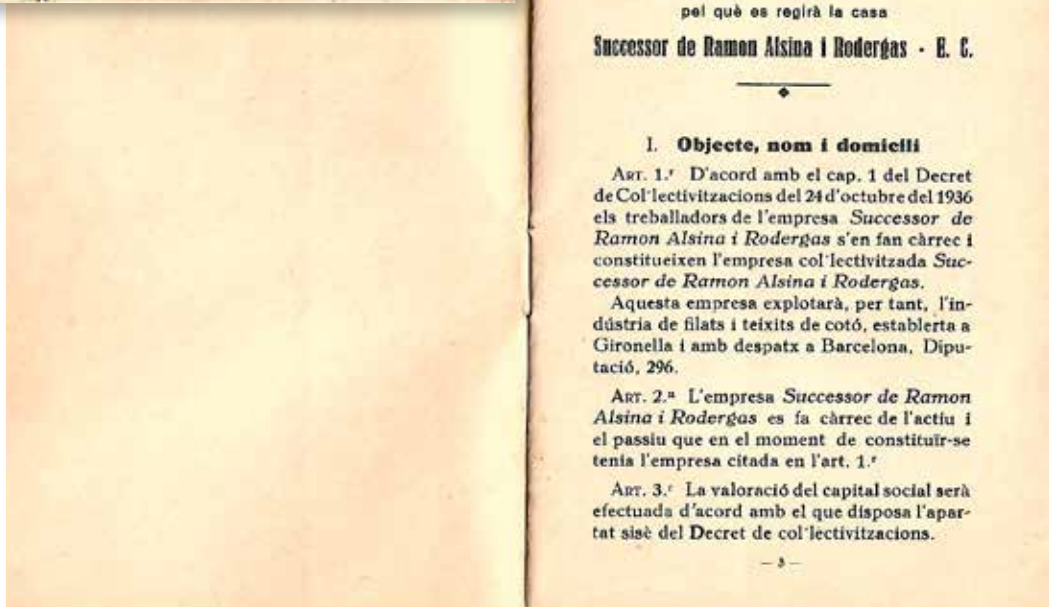 pel què es regirà la casa
Successor de Ramon Alsina i Rodergas - E. C.
I. Objecte, nom i domicili
ART. 1.r D'acord amb el cap. 1 del Decret
de Col·lectivitzacions del 24 d'octubre del 1936
els treballadors de l'empresa Successor de
Ramon Alsina i Rodergas s'en fan càrrec i
constitueixen l'empresa col·lectivitzada Suc-
cessor de Ramon Alsina i Rodergas.
Aquesta empresa explotarà, per tant, l'in-
dústria de filats i teixits de cotó, establerta a
Gironella i amb despatx a Barcelona, Dipu-
tació, 296.
ART. 2.n L'empresa Successor de Ramon
Alsina i Rodergas es fa càrrec de l'actiu i
el passiu que en el moment de constituïr-se
tenia l'empresa citada en l'art. 1.r
ART. 3.r La valoració del capital social serà
efectuada d'acord amb el que disposa l'apar-
tat sisè del Decret de col·lectivitzacions.
— 3 —